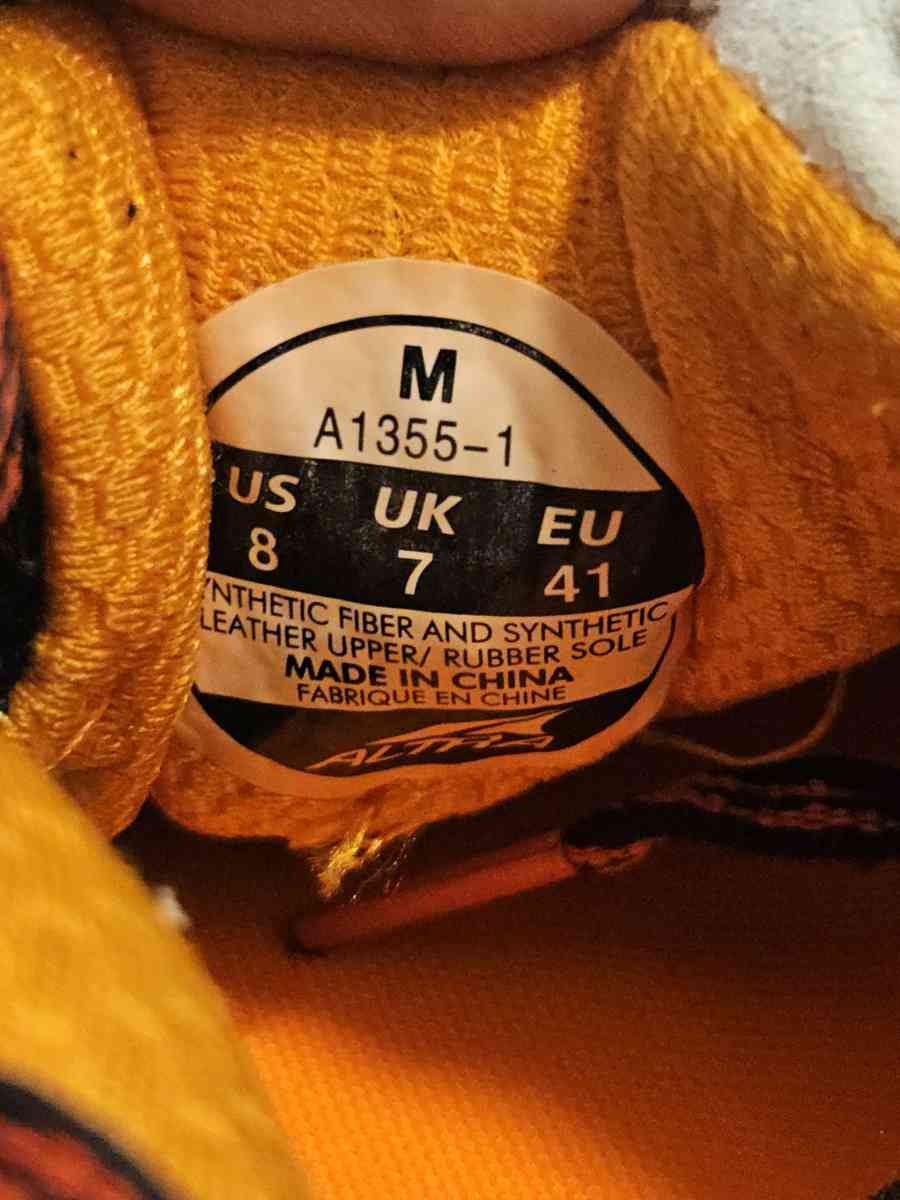 M
A1355-1
US UK EU
8 7 41
YNTHETIC FIBER AND SYNTHETIC
LEATHER UPPER/ RUBBER SOLE
MADE IN CHINA
FABRIQUE EN CHINE
ALTRA